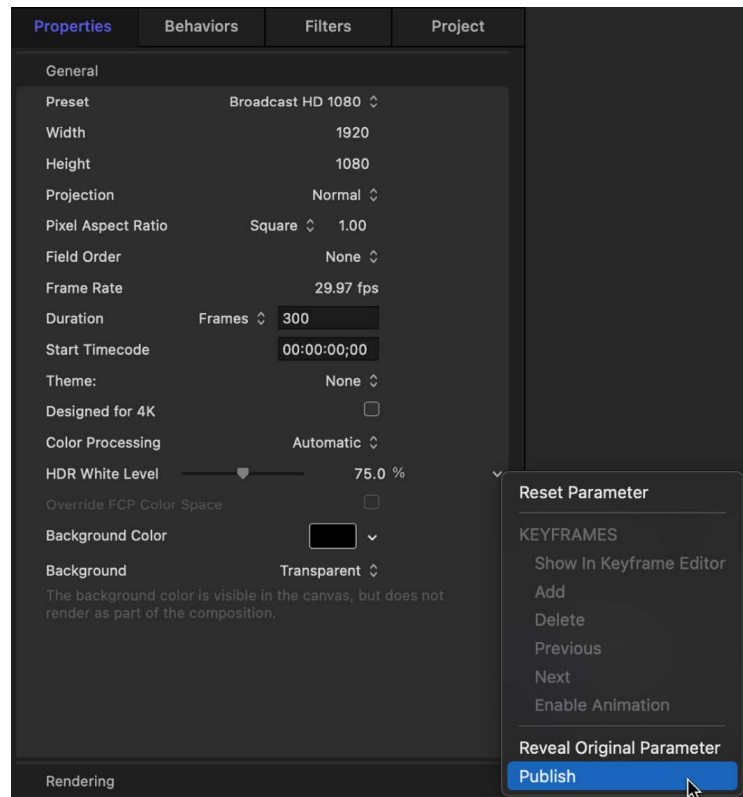 Properties Behaviors Filters Project
General
Preset Broadcast HD 1080
Width 1920
Height 1080
Projection Normal
Pixel Aspect Ratio Square 1.00
Field Order None
Frame Rate 29.97 fps
Duration Frames 300
Start Timecode 00:00:00;00
Theme: None
Designed for 4K
Color Processing Automatic
HDR White Level 75.0 %
Override FCP Color Space
Background Color
Background Transparent
The background color is visible in the canvas, but does not
render as part of the composition.
Rendering
Reset Parameter
KEYFRAMES
Show In Keyframe Editor
Add
Delete
Previous
Next
Enable Animation
Reveal Original Parameter
Publish